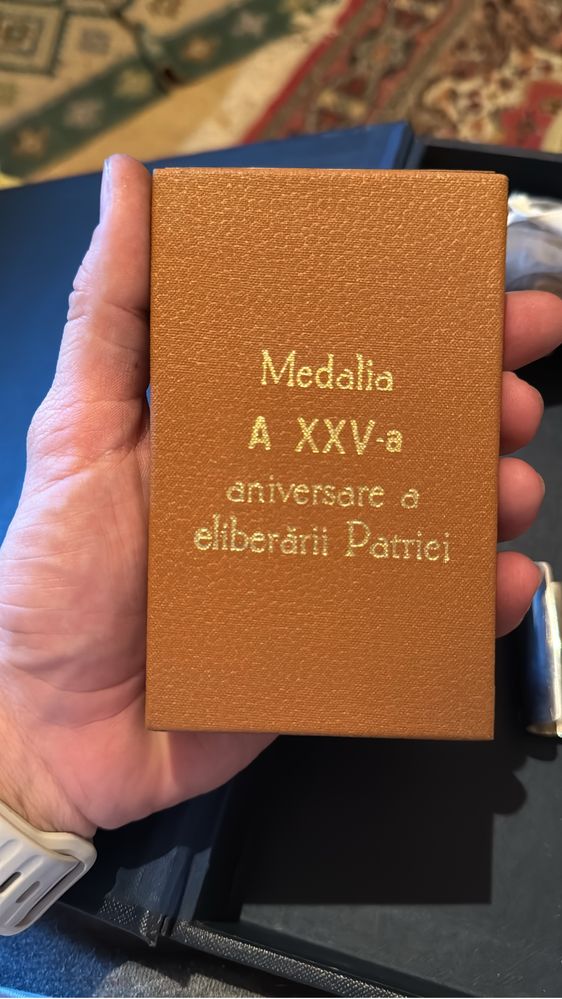 Medalia
A XXV-a
aniversare a
eliberării Patriei